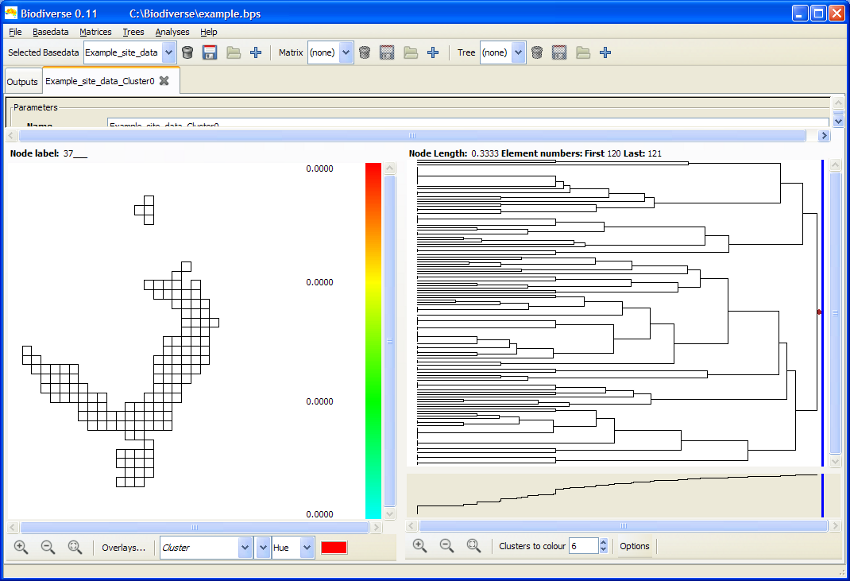 Biodiverse 0.11 C:\Biodiverse\example.bps
File Basedata Matrices Trees Analyses Help
Selected Basedata Example_site_data Matrix (none) Tree (none)
Outputs Example_site_data_Cluster0
Parameters
Name Example_site_data_Cluster0
Node label: 37___
Node Length: 0.3333 Element numbers: First 120 Last: 121
0.0000
0.0000
0.0000
0.0000
Overlays... Cluster Hue
Clusters to colour 6 Options